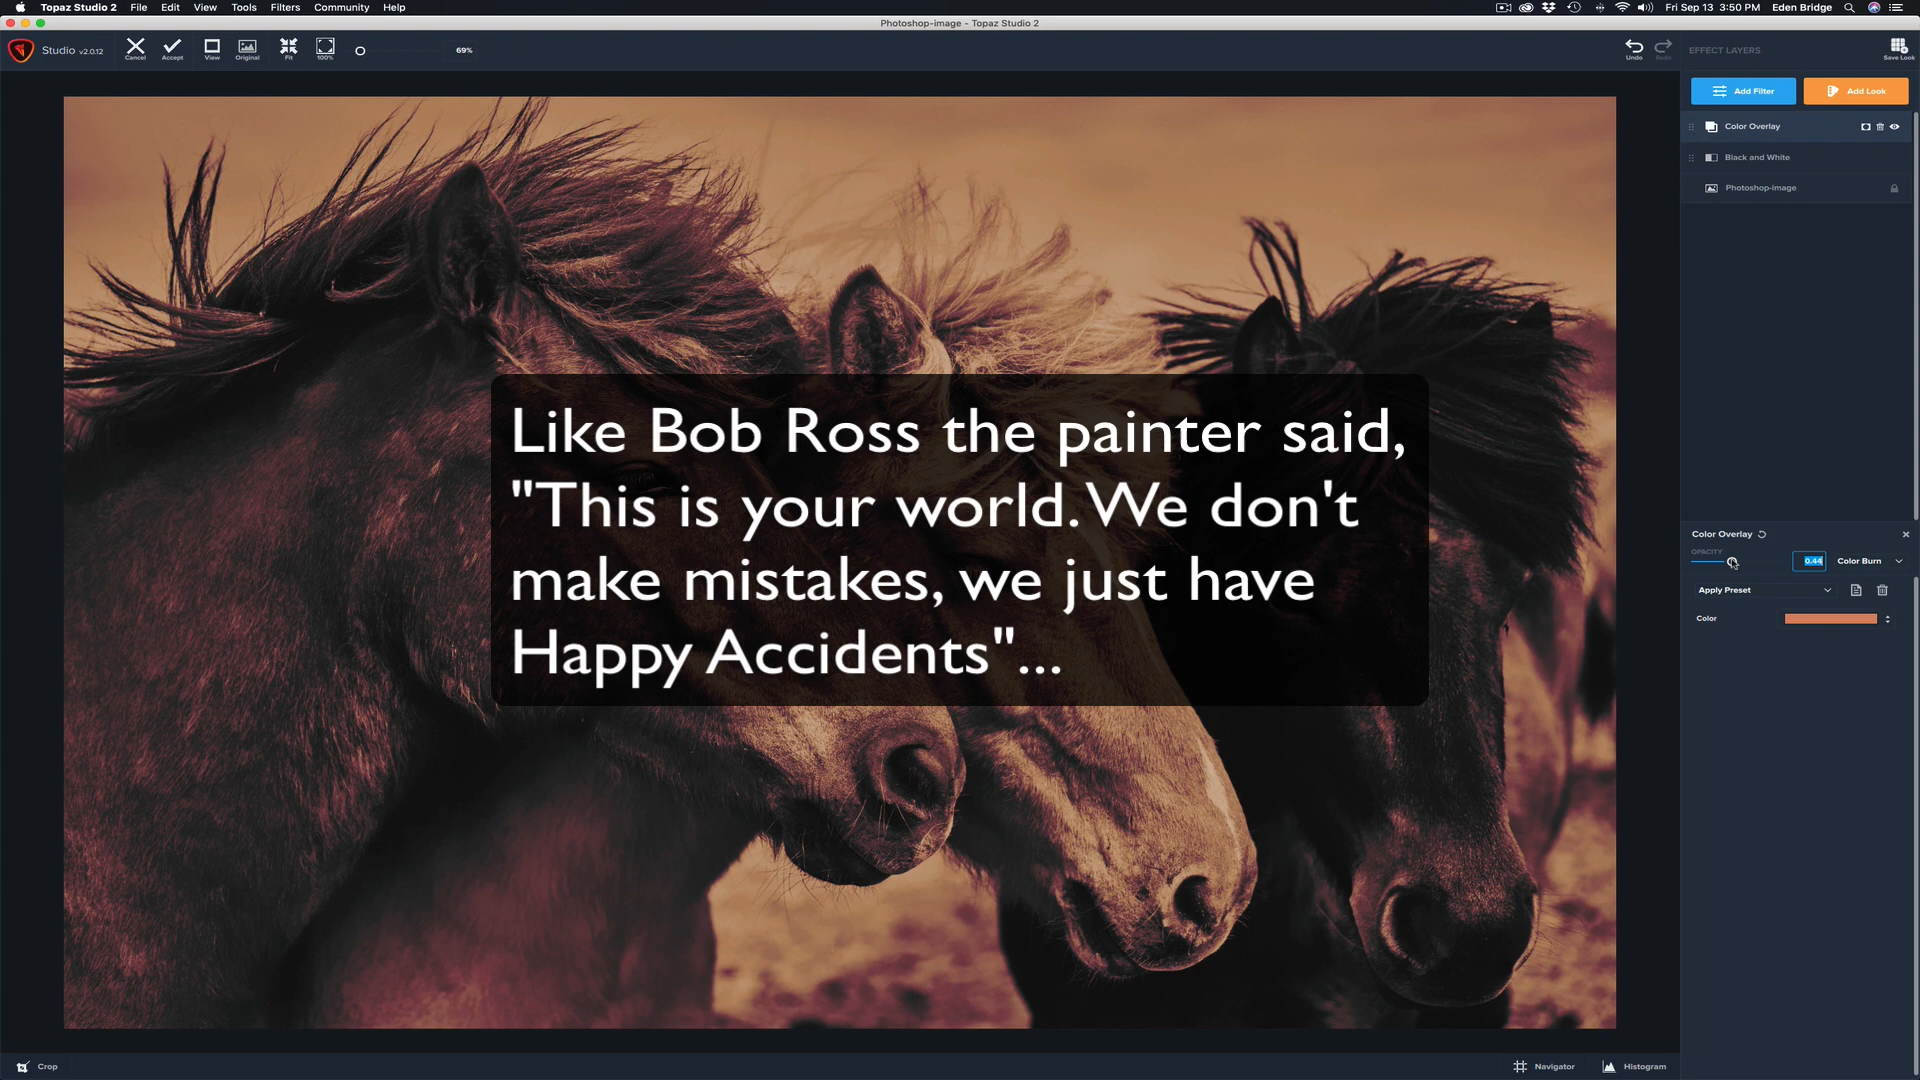 Topaz Studio 2 File Edit View Tools Filters Community Help Fri Sep 13 3:50 PM Eden Bridge
Photoshop-image - Topaz Studio 2
Studio v2.0.12 Cancel Accept View Original Fit 100% 69% Undo Redo EFFECT LAYERS Save Look
Add Filter Add Look
Color Overlay
Black and White
Photoshop-image
Like Bob Ross the painter said,
"This is your world. We don't
make mistakes, we just have
Happy Accidents"...
Color Overlay
OPACITY
0.44 Color Burn
Apply Preset
Color
Crop Navigator Histogram